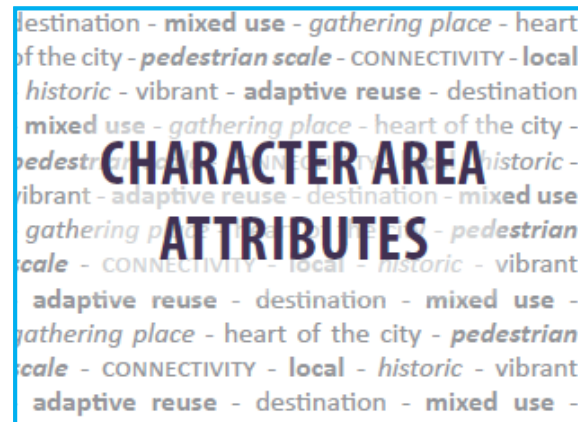 destination - mixed use - gathering place - heart
of the city - pedestrian scale - CONNECTIVITY - local
historic - vibrant - adaptive reuse - destination
mixed use - gathering place - heart of the city -
CHARACTER AREA
historic -
vibrant - adaptive reuse - destination - mixed use
gathering - pedestrian
ATTRIBUTES
scale - CONNECTIVITY - local - historic - vibrant
adaptive reuse - destination - mixed use -
gathering place - heart of the city - pedestrian
scale - CONNECTIVITY - local - historic - vibrant
adaptive reuse - destination - mixed use -